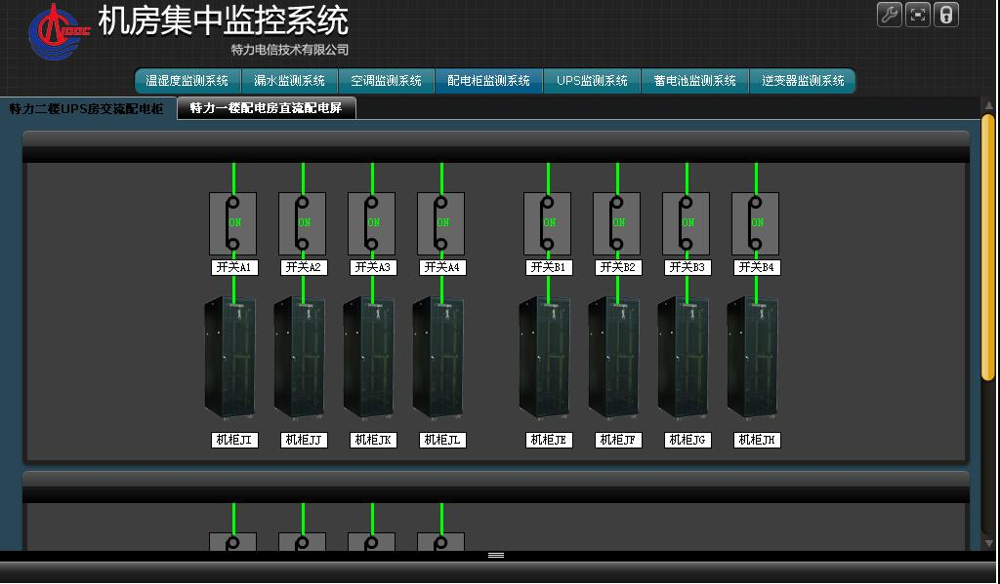 机房集中监控系统
特力电信技术有限公司
温湿度监测系统 漏水监测系统 空调监测系统 配电柜监测系统 UPS监测系统 蓄电池监测系统 逆变器监测系统
特力二楼UPS房交流配电柜 特力一楼配电房直流配电屏
ON ON ON ON ON ON ON ON
开关A1 开关A2 开关A3 开关A4 开关B1 开关B2 开关B3 开关B4
机柜JI 机柜JJ 机柜JK 机柜JL 机柜JE 机柜JF 机柜JG 机柜JH